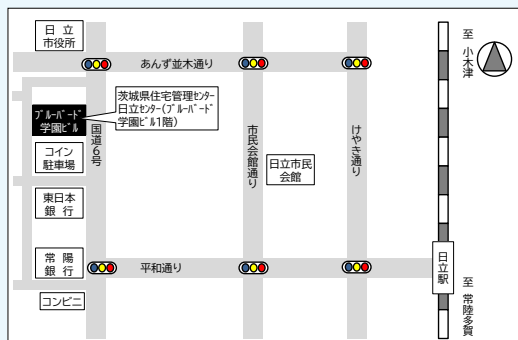 日 立
市役所
あんず並木通り
至 小木津
ﾌﾞﾙｰﾊﾞｰﾄﾞ
学園ﾋﾞﾙ
茨城県住宅管理ｾﾝﾀｰ
日立ｾﾝﾀｰ(ﾌﾞﾙｰﾊﾞｰﾄﾞ
学園ﾋﾞﾙ1階)
国道6号
市民会館通り
けやき通り
コイン
駐車場
日立市民
会館
東日本
銀 行
常 陽
銀 行
平和通り
日立駅
コンビニ
至 常陸多賀